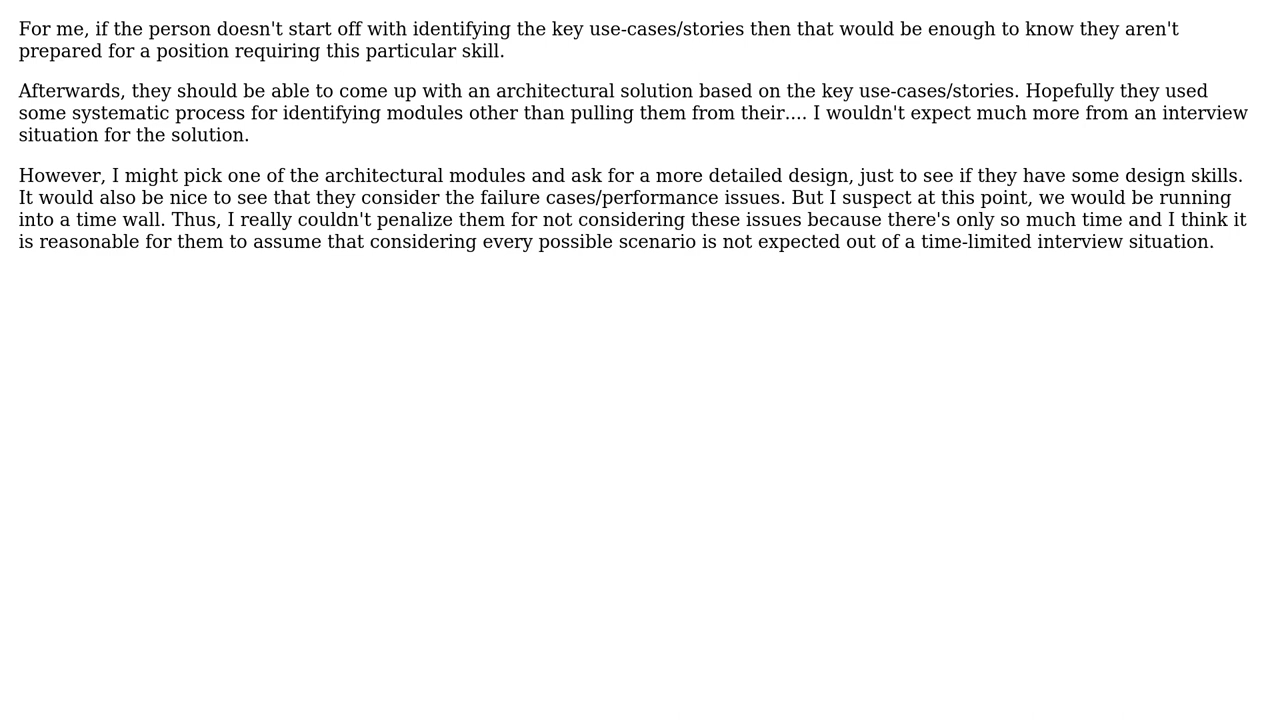 For me, if the person doesn't start off with identifying the key use-cases/stories then that would be enough to know they aren't
prepared for a position requiring this particular skill.
Afterwards, they should be able to come up with an architectural solution based on the key use-cases/stories. Hopefully they used
some systematic process for identifying modules other than pulling them from their.... I wouldn't expect much more from an interview
situation for the solution.
However, I might pick one of the architectural modules and ask for a more detailed design, just to see if they have some design skills.
It would also be nice to see that they consider the failure cases/performance issues. But I suspect at this point, we would be running
into a time wall. Thus, I really couldn't penalize them for not considering these issues because there's only so much time and I think it
is reasonable for them to assume that considering every possible scenario is not expected out of a time-limited interview situation.